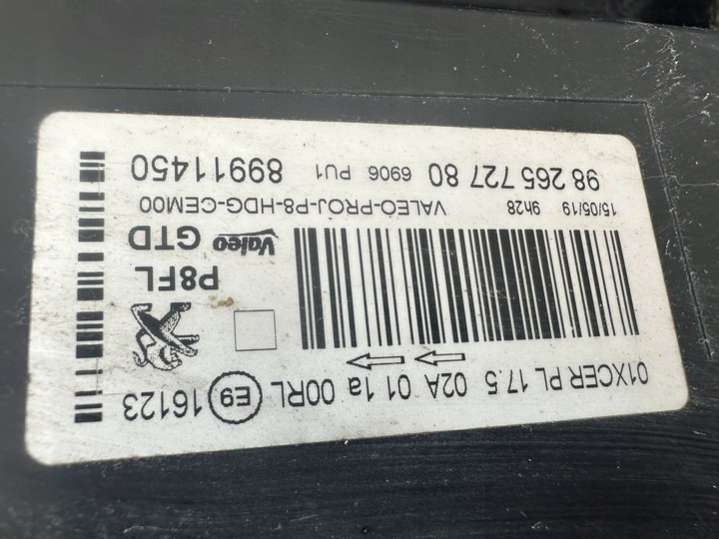 01XCER PL 17.5 02A 01 1a 00RL E9 16123
P8FL
Valeo GTD
15/05/19 9h28 VALEO-PROJ-P8-HDG-CEM00
98 265 727 80 6906 PU1 89911450